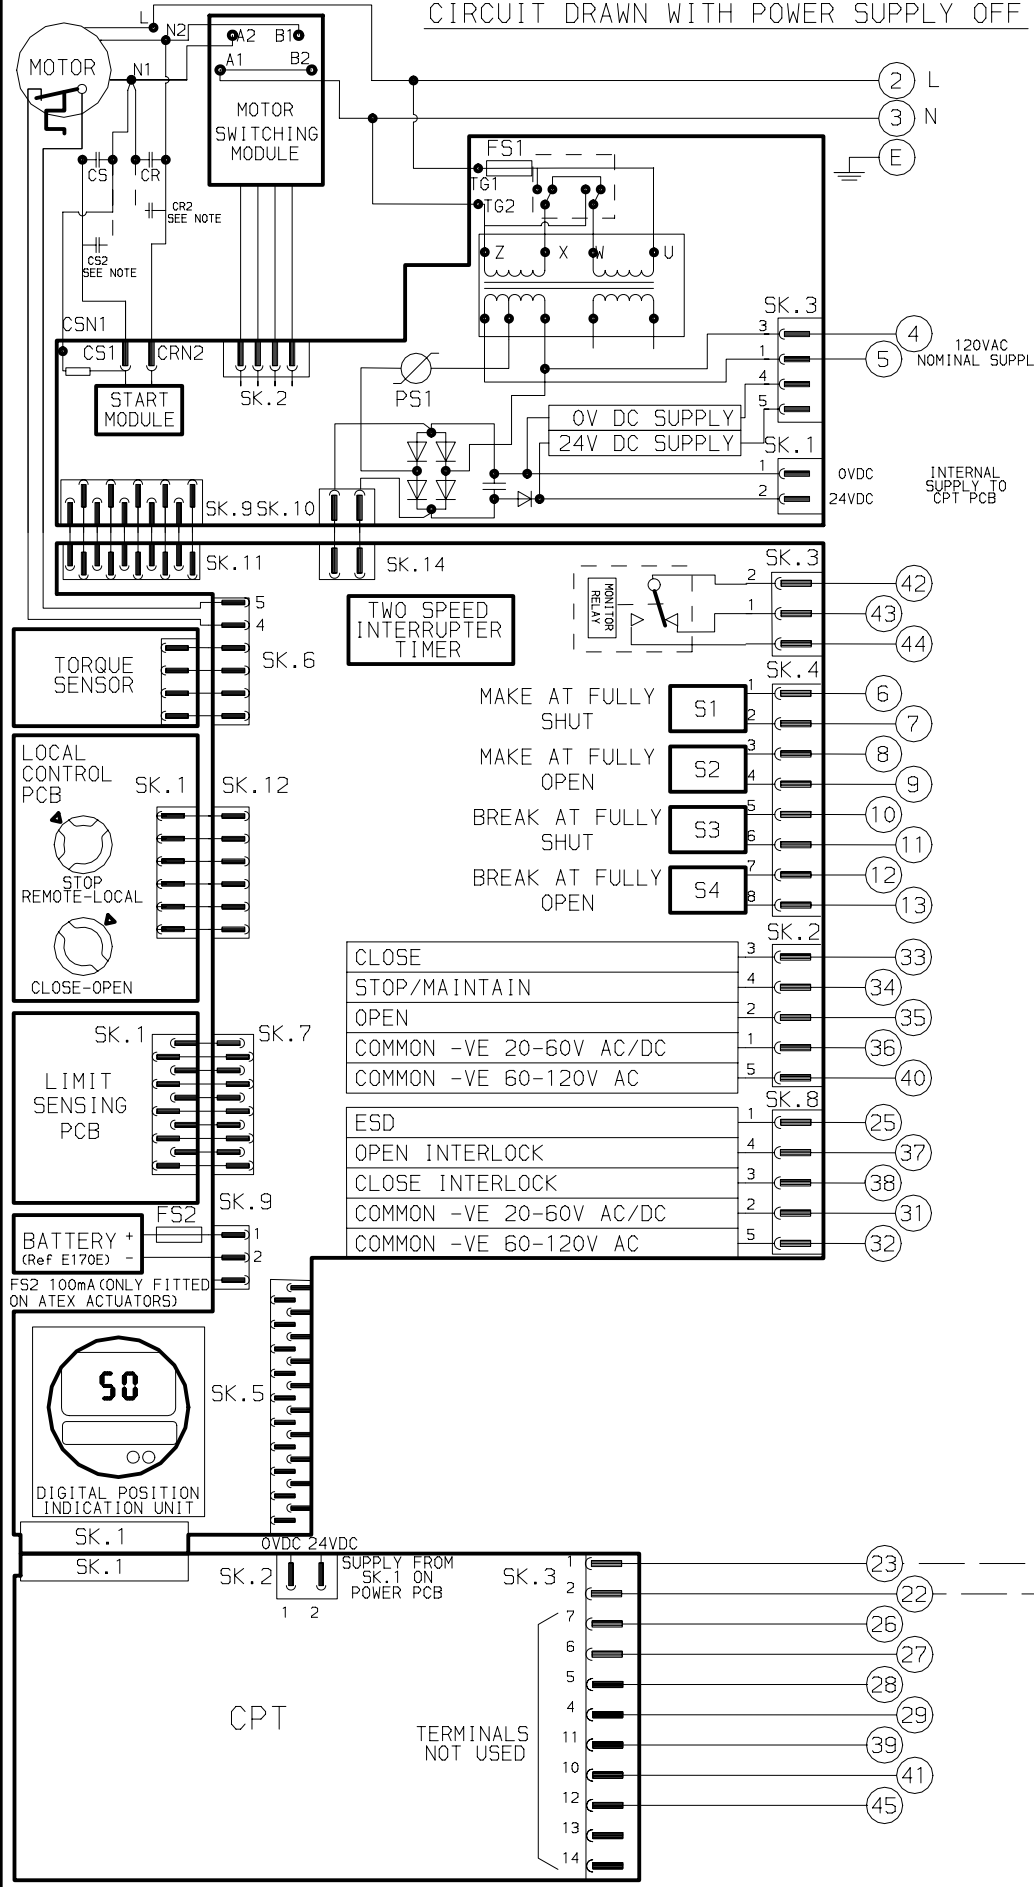 CIRCUIT DRAWN WITH POWER SUPPLY OFF
L
N2
A2 B1
MOTOR
N1
A1 B2
2 L
MOTOR
SWITCHING
MODULE
3 N
FS1
E
CS CR
TG1
CR2
SEE NOTE
TG2
CS2
SEE NOTE
Z X W U
SK.3
CSN1
3
4
120VAC
NOMINAL SUPPL
CS1 CRN2
1
5
PS1
4
START
MODULE
SK.2
5
0V DC SUPPLY
24V DC SUPPLY
SK.1
1
0VDC
INTERNAL
SUPPLY TO
CPT PCB
2
24VDC
SK.9 SK.10
SK.11
SK.14
SK.3
MONITOR
RELAY
2
42
1
43
44
TWO SPEED
INTERRUPTER
TIMER
5
4
SK.6
TORQUE
SENSOR
SK.4
MAKE AT FULLY
SHUT
S1
1
6
2
7
MAKE AT FULLY
OPEN
S2
3
8
4
9
BREAK AT FULLY
SHUT
S3
5
10
6
11
BREAK AT FULLY
OPEN
S4
7
12
8
13
LOCAL
CONTROL
PCB
SK.1 SK.12
STOP
REMOTE-LOCAL
CLOSE-OPEN
SK.2
CLOSE
3
33
STOP/MAINTAIN
4
34
OPEN
2
35
COMMON -VE 20-60V AC/DC
1
36
COMMON -VE 60-120V AC
5
40
SK.1 SK.7
LIMIT
SENSING
PCB
SK.8
ESD
1
25
OPEN INTERLOCK
4
37
CLOSE INTERLOCK
3
38
COMMON -VE 20-60V AC/DC
2
31
COMMON -VE 60-120V AC
5
32
SK.9
FS2
BATTERY +
(Ref E170E) -
1
2
FS2 100mA(ONLY FITTED
ON ATEX ACTUATORS)
50
SK.5
DIGITAL POSITION
INDICATION UNIT
SK.1
SK.1
0VDC 24VDC
SK.2
1 2
SUPPLY FROM
SK.1 ON
POWER PCB
SK.3
1
23
2
22
7
26
6
27
5
28
4
29
11
39
10
41
12
45
13
14
CPT
TERMINALS
NOT USED